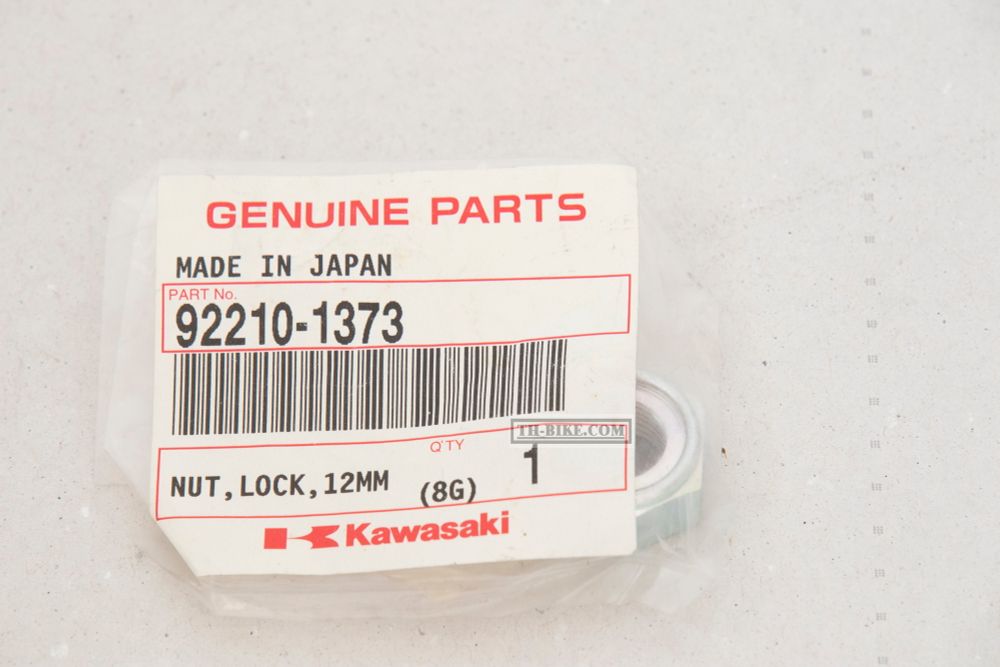 GENUINE PARTS
MADE IN JAPAN
PART No.
92210-1373
TH-BIKE.COM
Q'TY
NUT,LOCK,12MM (8G) 1
Kawasaki